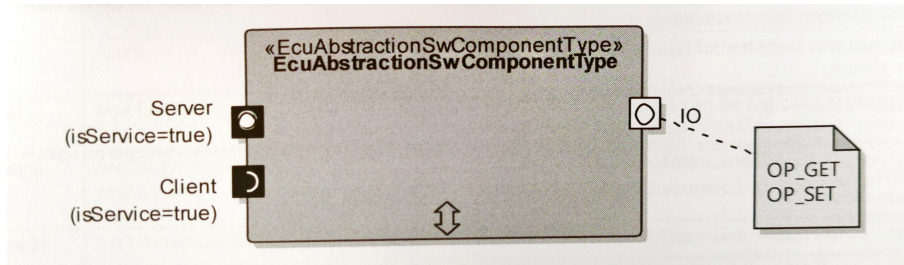 «EcuAbstractionSwComponentType»
EcuAbstractionSwComponentType
Server
(isService=true)
Client
(isService=true)
IO
OP_GET
OP_SET